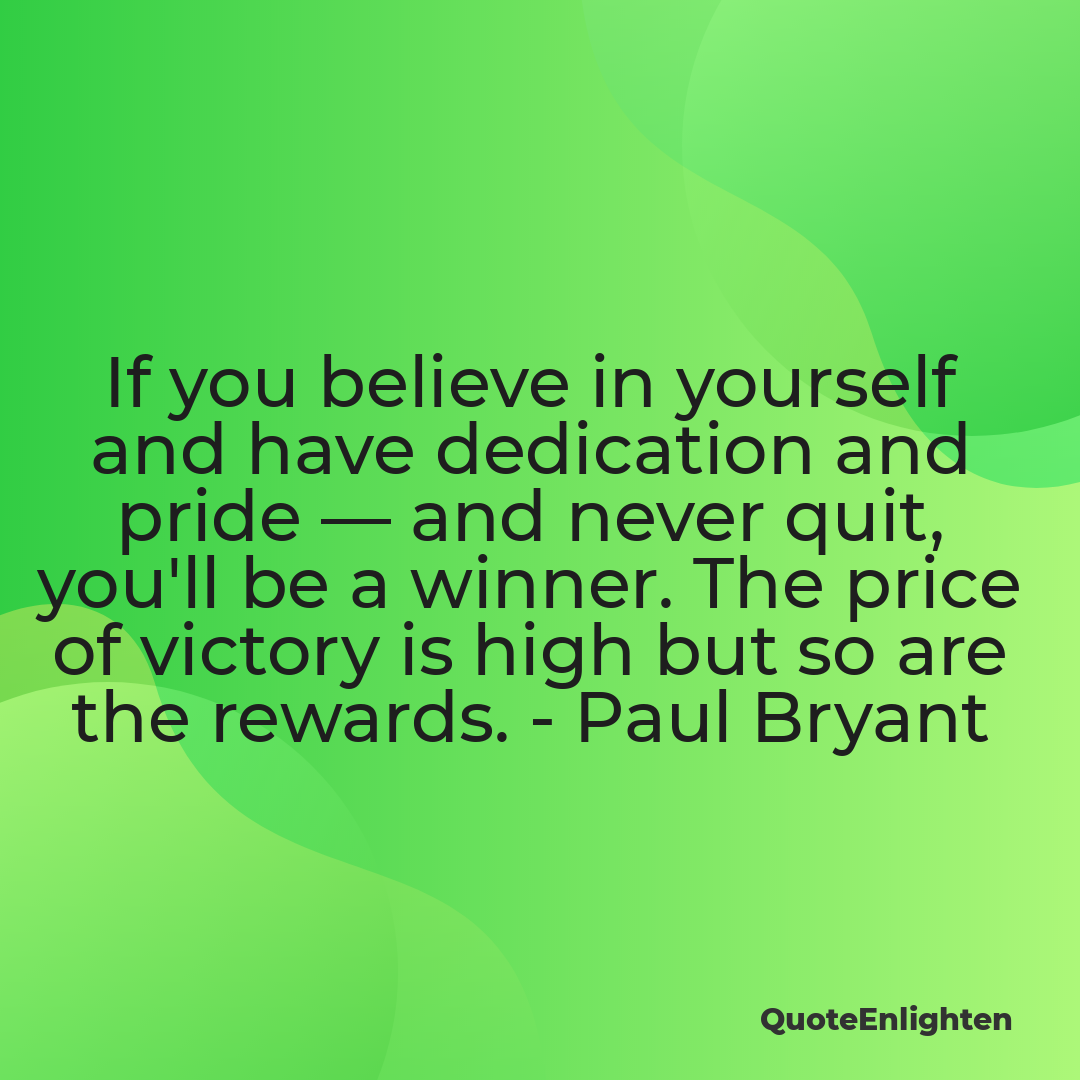 If you believe in yourself
and have dedication and
pride — and never quit,
you'll be a winner. The price
of victory is high but so are
the rewards. - Paul Bryant
QuoteEnlighten